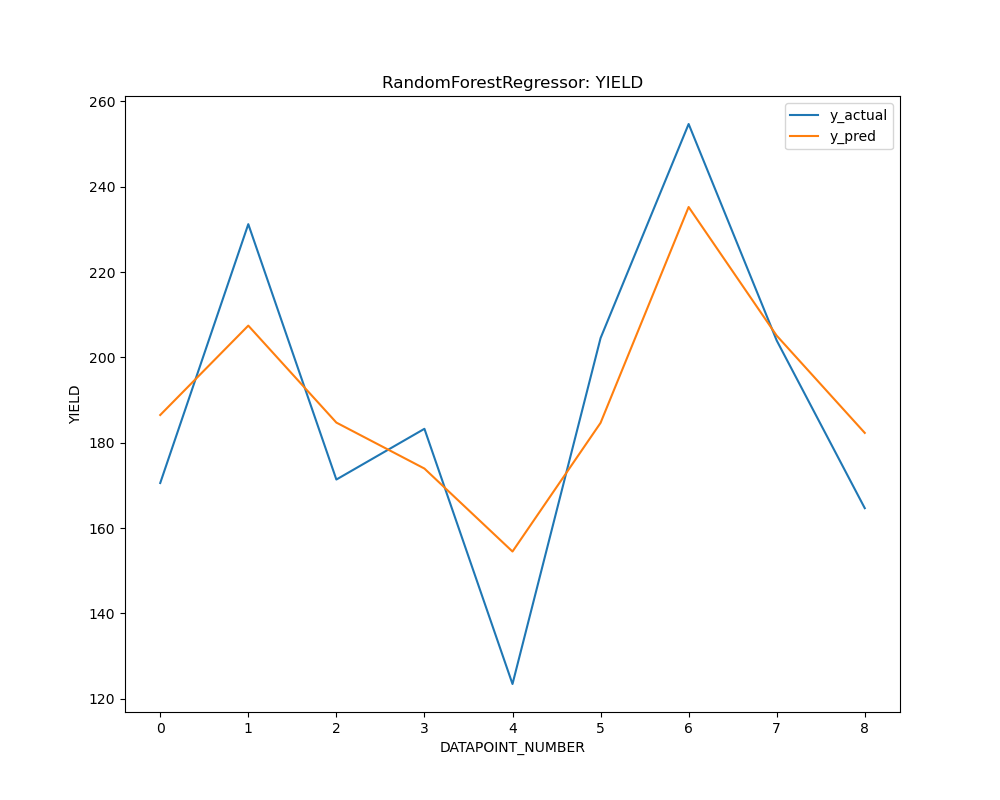 RandomForestRegressor: YIELD
y_actual
y_pred
260
240
220
200
180
160
140
120
YIELD
0 1 2 3 4 5 6 7 8
DATAPOINT_NUMBER